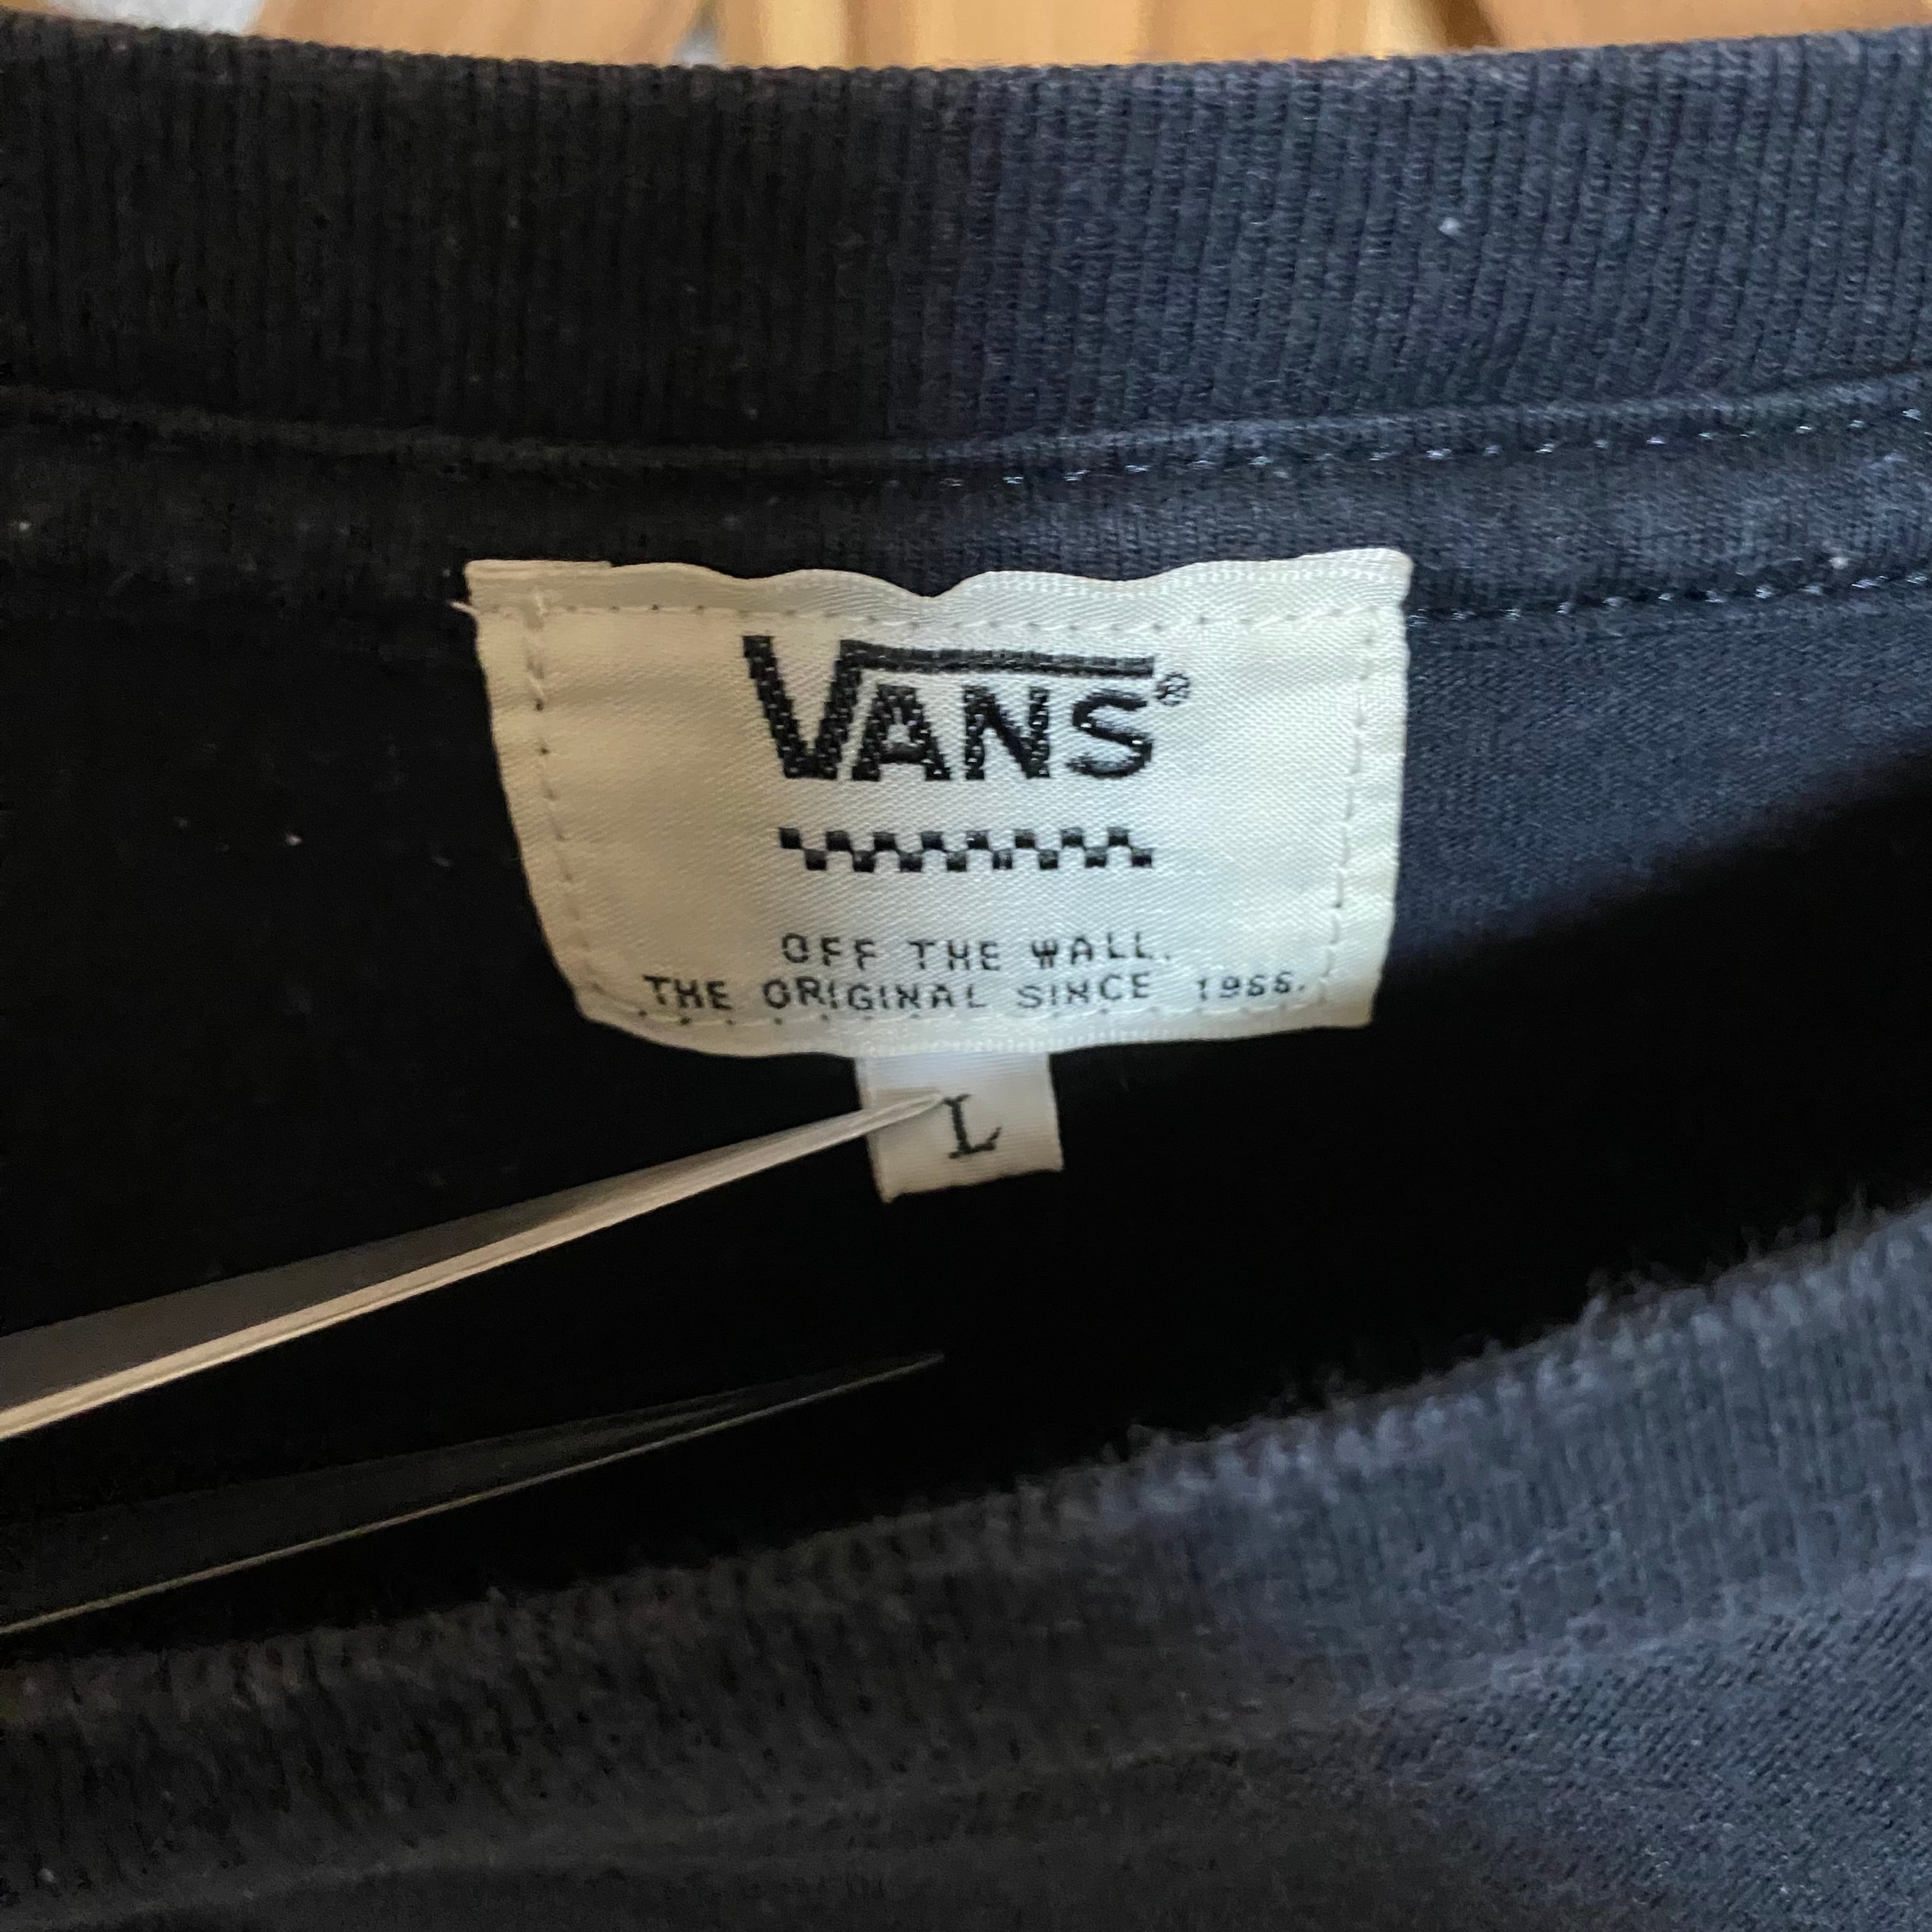 VANS®
OFF THE WALL.
THE ORIGINAL SINCE 1966.
L